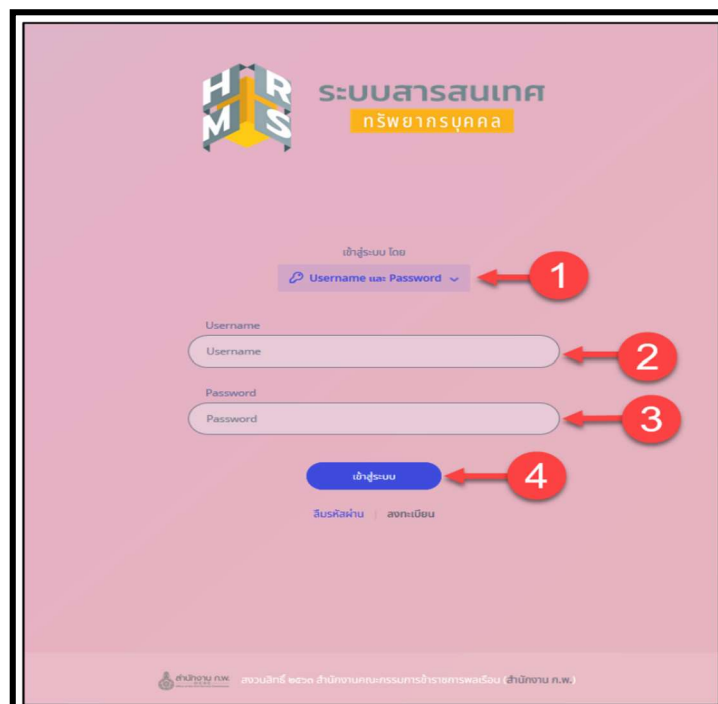 HR
MS
ระบบสารสนเทศ
ทรัพยากรบุคคล
เข้าสู่ระบบ โดย
Username และ Password
1
Username
Username
2
Password
Password
3
เข้าสู่ระบบ
4
ลืมรหัสผ่าน | ลงทะเบียน
สำนักงาน ก.พ. สงวนลิขสิทธิ์ ๒๕๖๓ สำนักงานคณะกรรมการข้าราชการพลเรือน (สำนักงาน ก.พ.)